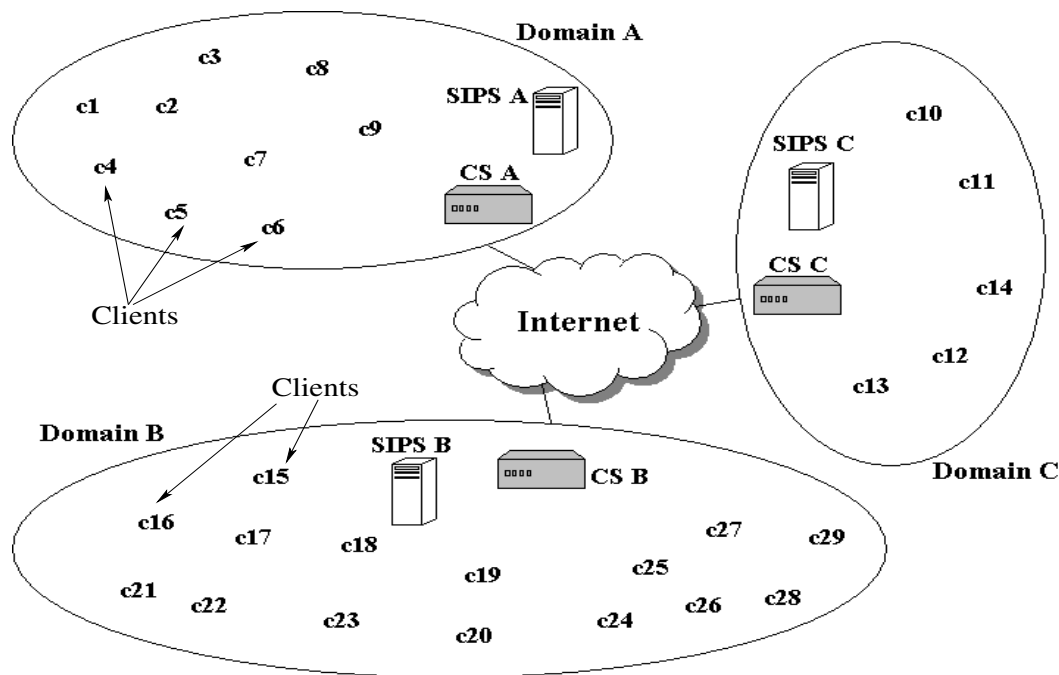 Domain A
c3
c8
SIPS A
c1
c2
c9
c7
c4
CS A
c5
c6
Clients
c10
SIPS C
c11
CS C
c14
c12
c13
Domain C
Internet
Clients
Domain B
SIPS B
c15
CS B
c16
c17
c18
c27
c29
c19
c25
c21
c22
c23
c20
c24
c26
c28